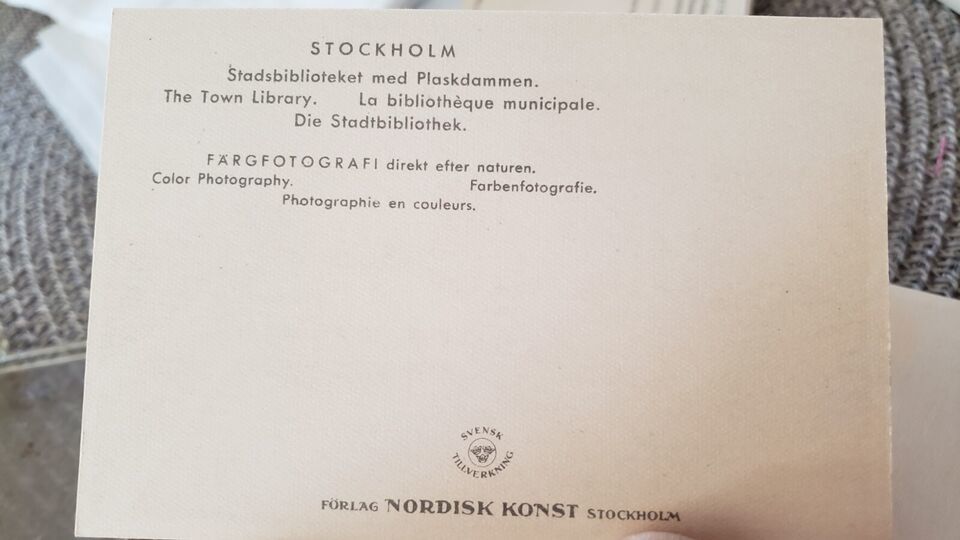 STOCKHOLM
Stadsbiblioteket med Plaskdammen.
The Town Library. La bibliothèque municipale.
Die Stadtbibliothek.
FÄRGFOTOGRAFI direkt efter naturen.
Color Photography. Farbenfotografie.
Photographie en couleurs.
SVENSK
TILLVERKNING
FÖRLAG NORDISK KONST STOCKHOLM